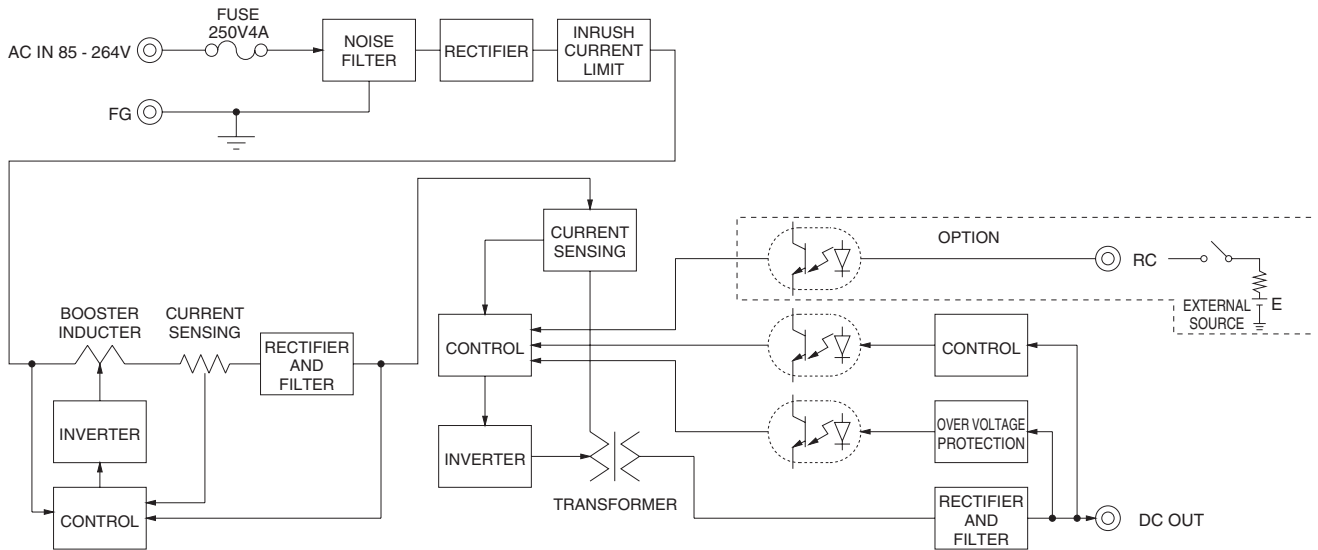 FUSE
250V4A
AC IN 85 - 264V
NOISE
FILTER
RECTIFIER
INRUSH
CURRENT
LIMIT
FG
CURRENT
SENSING
OPTION
RC
E
EXTERNAL
SOURCE
BOOSTER
INDUCTER
CURRENT
SENSING
RECTIFIER
AND
FILTER
CONTROL
CONTROL
INVERTER
INVERTER
OVER VOLTAGE
PROTECTION
TRANSFORMER
CONTROL
RECTIFIER
AND
FILTER
DC OUT